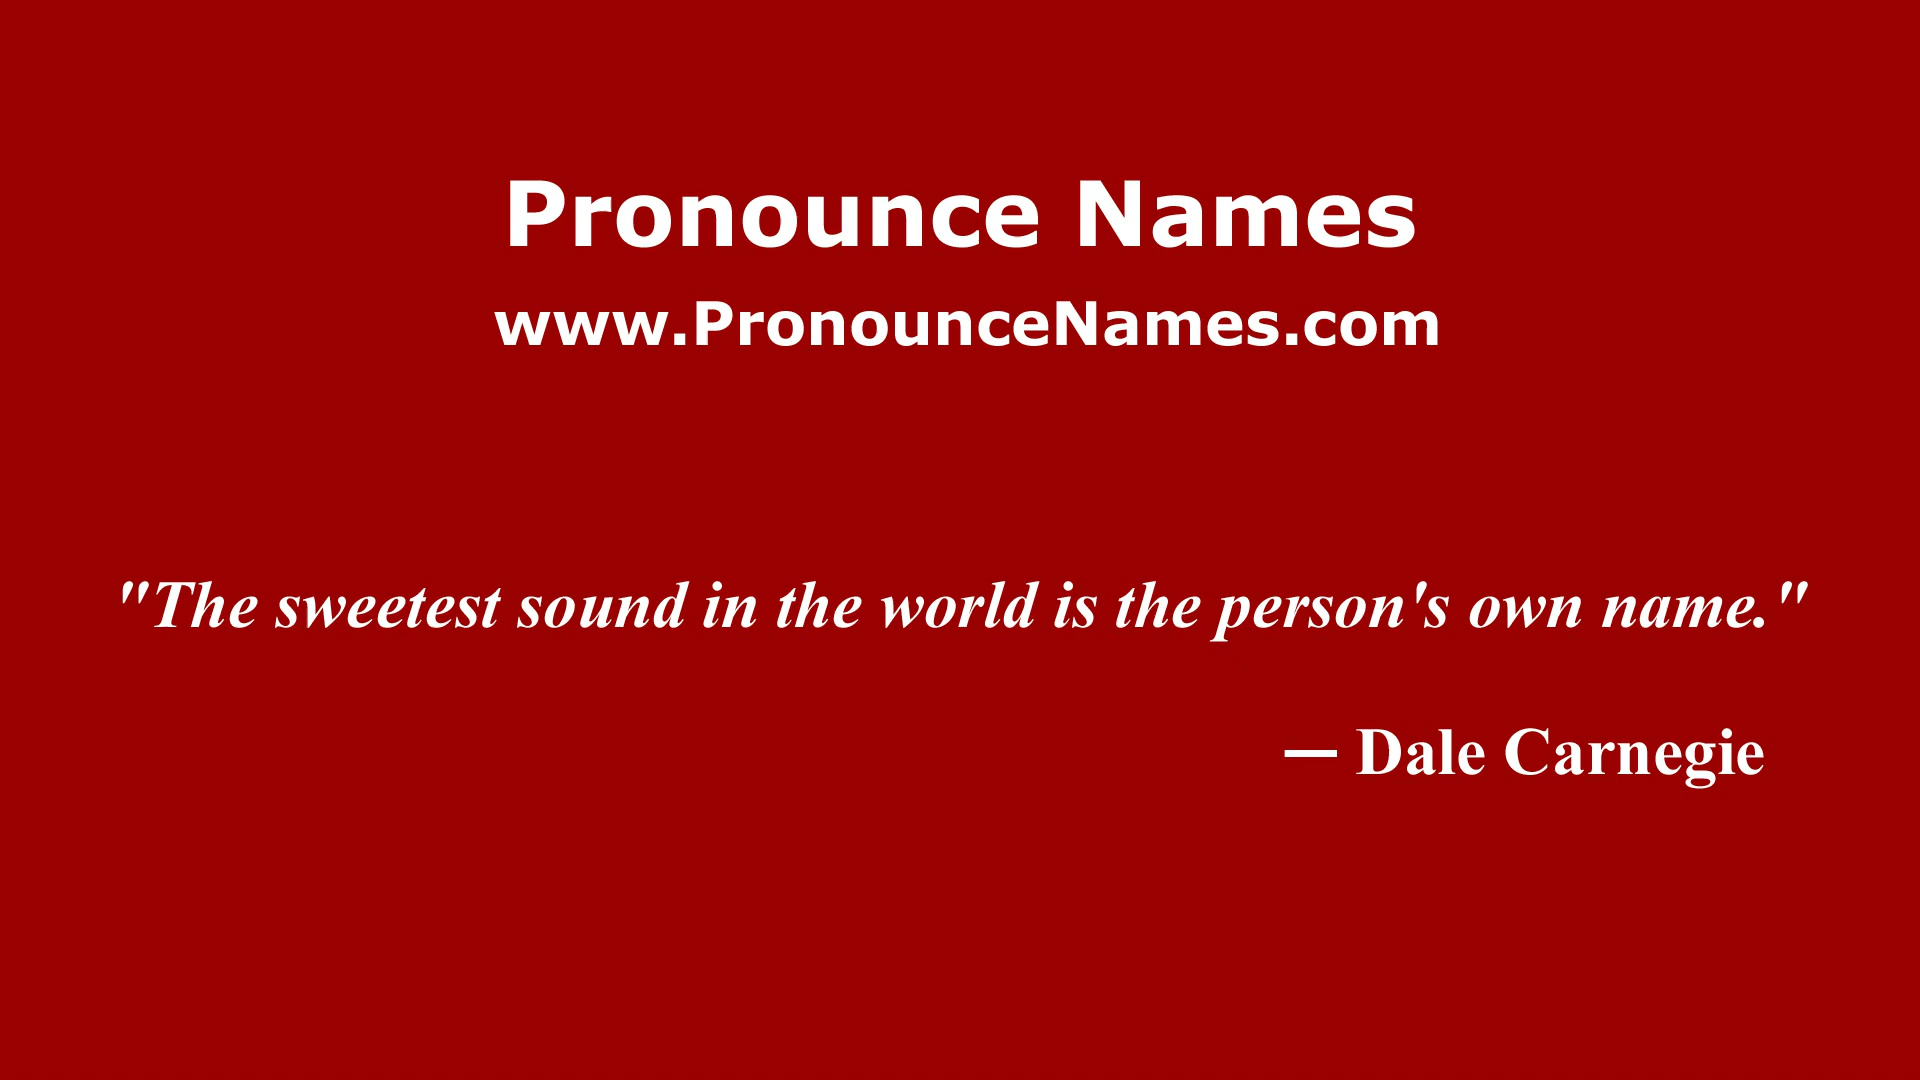 Pronounce Names
www.PronounceNames.com
"The sweetest sound in the world is the person's own name."
— Dale Carnegie